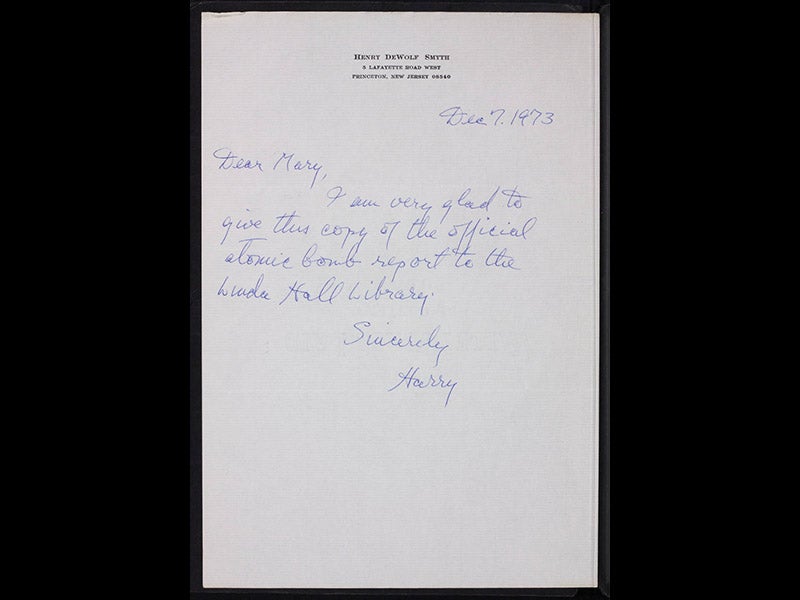 HENRY DEWOLF SMYTH
5 LAFAYETTE ROAD WEST
PRINCETON, NEW JERSEY 08540
Dec 7. 1973
Dear Mary,
I am very glad to
give this copy of the official
atomic bomb report to the
Linda Hall Library.
Sincerely
Harry